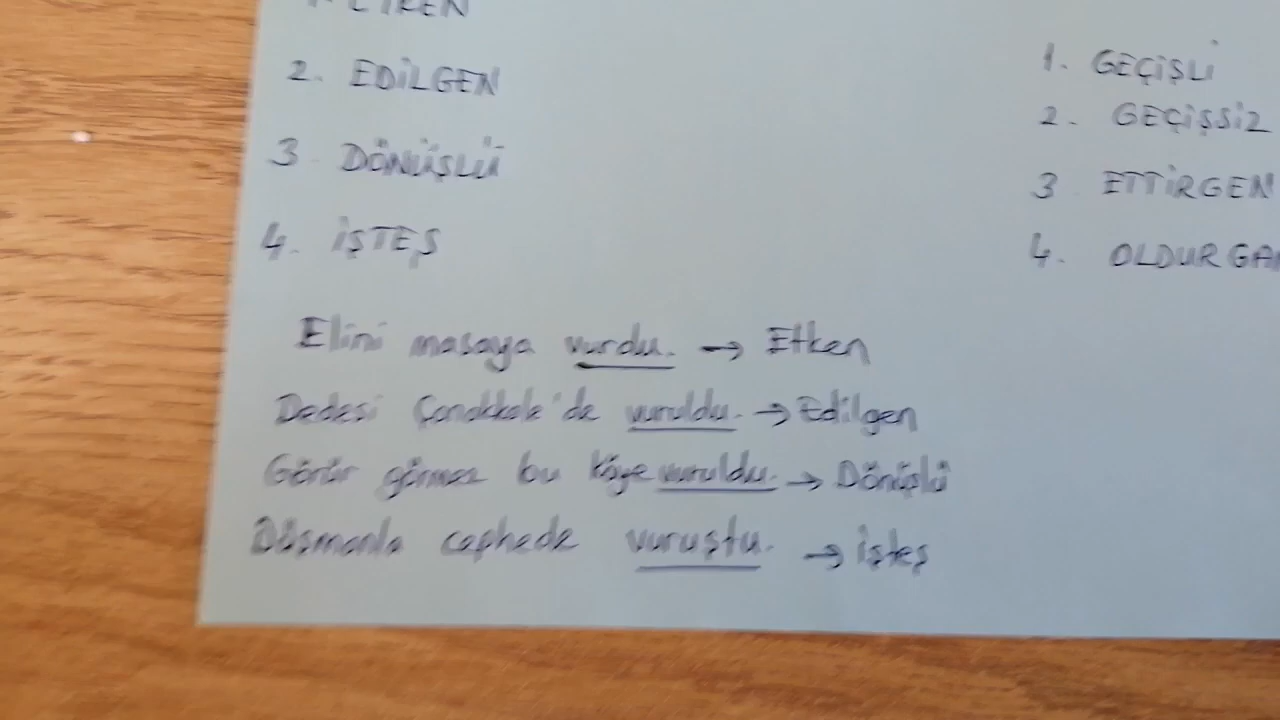 2. EDİLGEN
3 DÖNÜŞLÜ
4. İŞTEŞ
1. GEÇİŞLİ
2. GEÇİŞSİZ
3 ETTİRGEN
4. OLDURGAN
Elini masaya vurdu. → Etken
Dedesi Çanakkale'de vuruldu. → Edilgen
Görür görmez bu köye vuruldu. → Dönüşlü
Düşmanla cephede vuruştu. → İşteş